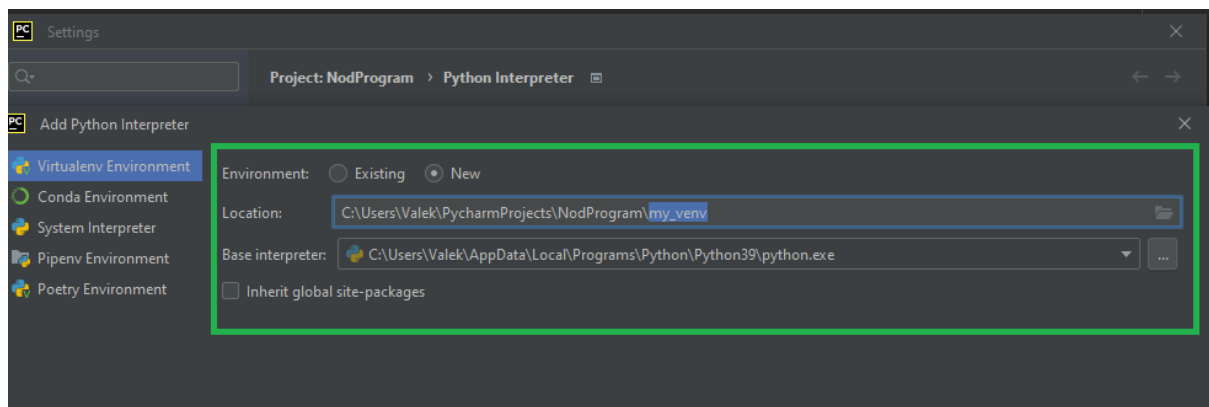 PC Settings
Project: NodProgram › Python Interpreter
PC Add Python Interpreter
Virtualenv Environment
Conda Environment
System Interpreter
Pipenv Environment
Poetry Environment
Environment: Existing New
Location: C:\Users\Valek\PycharmProjects\NodProgram\my_venv
Base interpreter: C:\Users\Valek\AppData\Local\Programs\Python\Python39\python.exe ...
Inherit global site-packages